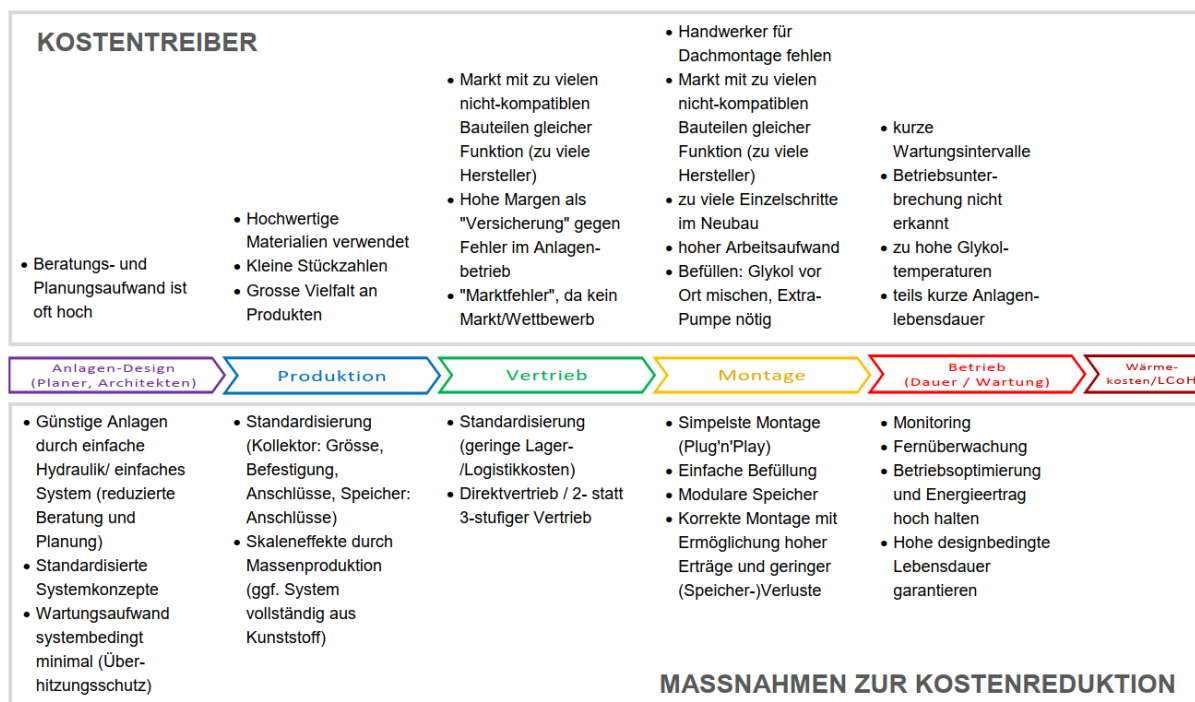 KOSTENTREIBER
• Beratungs- und
Planungsaufwand ist
oft hoch
• Hochwertige
Materialien verwendet
• Kleine Stückzahlen
• Grosse Vielfalt an
Produkten
• Markt mit zu vielen
nicht-kompatiblen
Bauteilen gleicher
Funktion (zu viele
Hersteller)
• Hohe Margen als
"Versicherung" gegen
Fehler im Anlagen-
betrieb
• "Marktfehler", da kein
Markt/Wettbewerb
• Handwerker für
Dachmontage fehlen
• Markt mit zu vielen
nicht-kompatiblen
Bauteilen gleicher
Funktion (zu viele
Hersteller)
• zu viele Einzelschritte
im Neubau
• hoher Arbeitsaufwand
• Befüllen: Glykol vor
Ort mischen, Extra-
Pumpe nötig
• kurze
Wartungsintervalle
• Betriebsunter-
brechung nicht
erkannt
• zu hohe Glykol-
temperaturen
• teils kurze Anlagen-
lebensdauer
Anlagen-Design
(Planer, Architekten)
Produktion
Vertrieb
Montage
Betrieb
(Dauer / Wartung)
Wärme-
kosten/LCoH
• Günstige Anlagen
durch einfache
Hydraulik/ einfaches
System (reduzierte
Beratung und
Planung)
• Standardisierte
Systemkonzepte
• Wartungsaufwand
systembedingt
minimal (Über-
hitzungsschutz)
• Standardisierung
(Kollektor: Grösse,
Befestigung,
Anschlüsse, Speicher:
Anschlüsse)
• Skaleneffekte durch
Massenproduktion
(ggf. System
vollständig aus
Kunststoff)
• Standardisierung
(geringe Lager-
/Logistikkosten)
• Direktvertrieb / 2- statt
3-stufiger Vertrieb
• Simpelste Montage
(Plug'n'Play)
• Einfache Befüllung
• Modulare Speicher
• Korrekte Montage mit
Ermöglichung hoher
Erträge und geringer
(Speicher-)Verluste
• Monitoring
• Fernüberwachung
• Betriebsoptimierung
und Energieertrag
hoch halten
• Hohe designbedingte
Lebensdauer
garantieren
MASSNAHMEN ZUR KOSTENREDUKTION